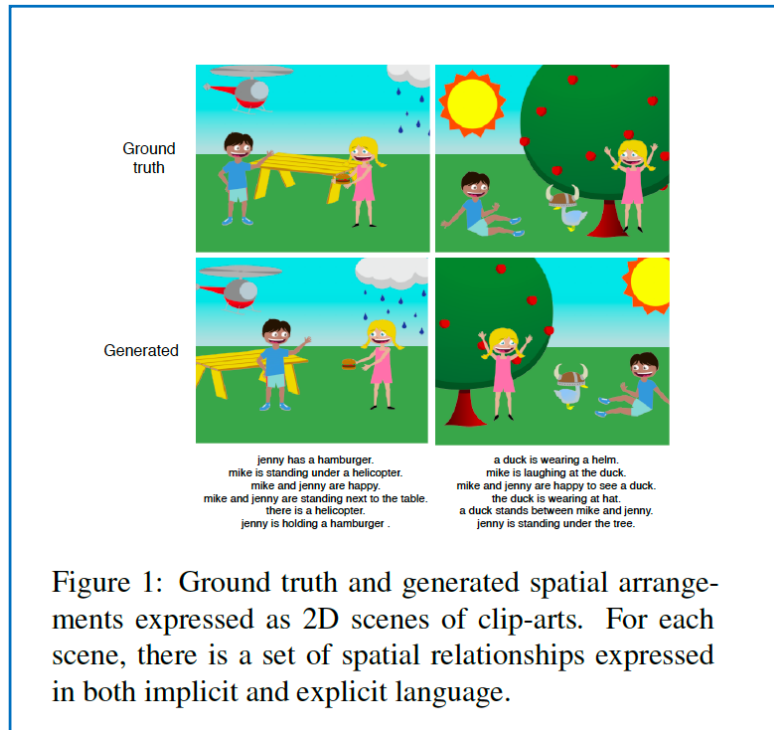 Ground
truth
Generated
jenny has a hamburger.
mike is standing under a helicopter.
mike and jenny are happy.
mike and jenny are standing next to the table.
there is a helicopter.
jenny is holding a hamburger .
a duck is wearing a helm.
mike is laughing at the duck.
mike and jenny are happy to see a duck.
the duck is wearing at hat.
a duck stands between mike and jenny.
jenny is standing under the tree.
Figure 1: Ground truth and generated spatial arrange-
ments expressed as 2D scenes of clip-arts. For each
scene, there is a set of spatial relationships expressed
in both implicit and explicit language.